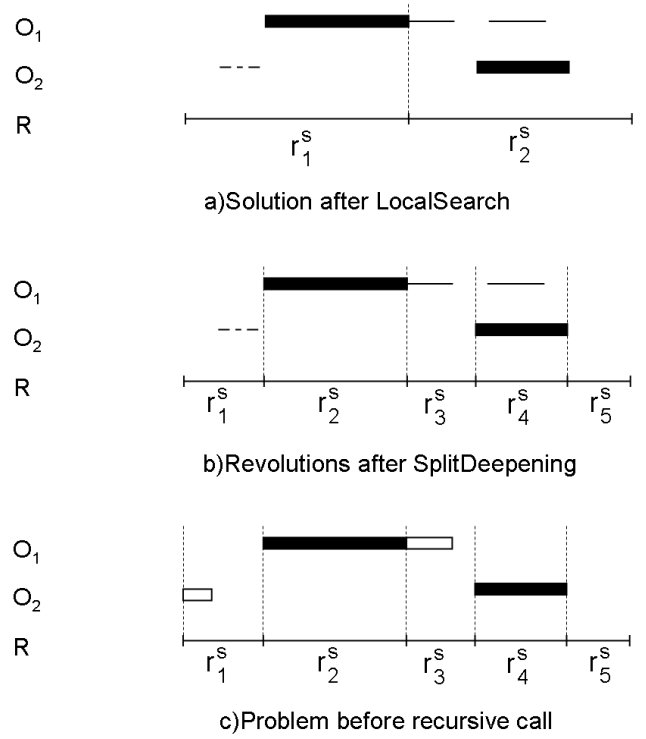 O1
O2
R
r1s r2s
a)Solution after LocalSearch
O1
O2
R
r1s r2s r3s r4s r5s
b)Revolutions after SplitDeepening
O1
O2
R
r1s r2s r3s r4s r5s
c)Problem before recursive call